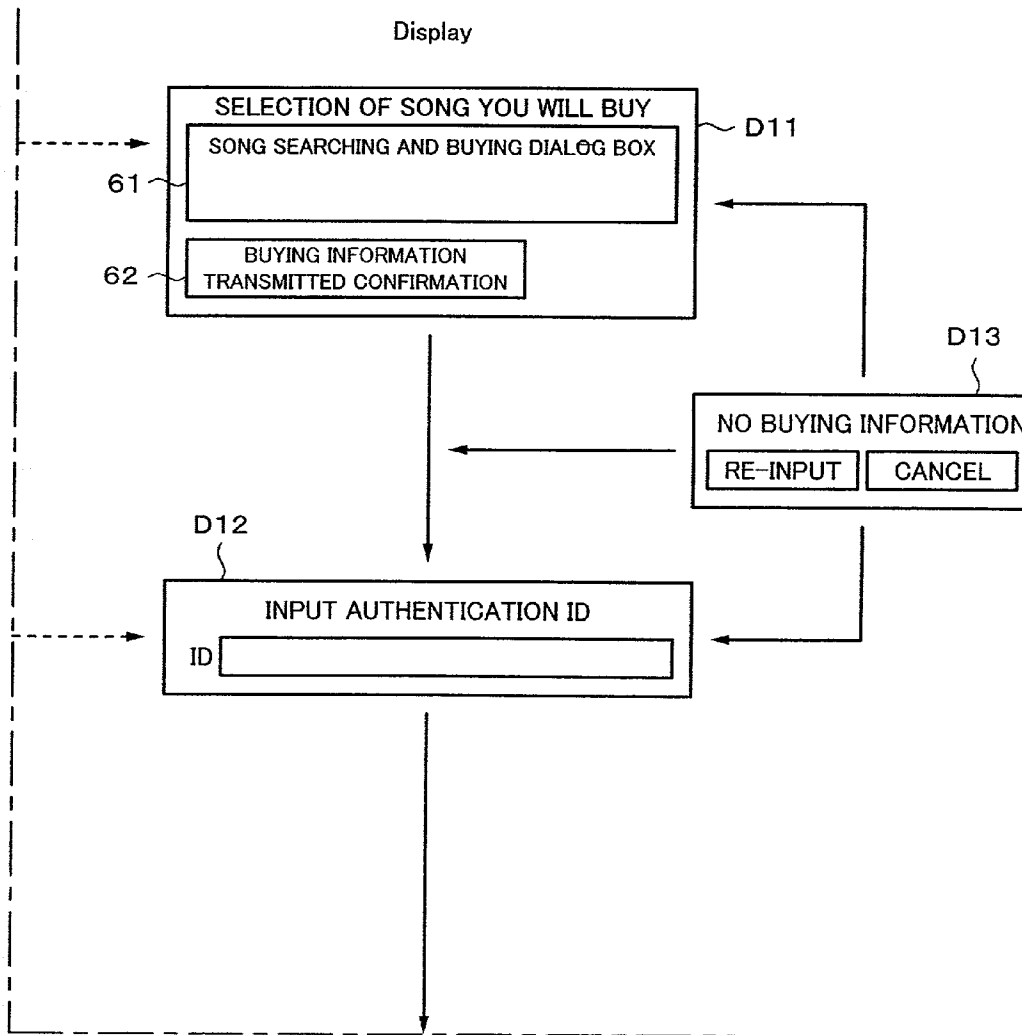 Display
SELECTION OF SONG YOU WILL BUY
D11
SONG SEARCHING AND BUYING DIALOG BOX
61
62
BUYING INFORMATION
TRANSMITTED CONFIRMATION
D13
NO BUYING INFORMATION
RE-INPUT
CANCEL
D12
INPUT AUTHENTICATION ID
ID